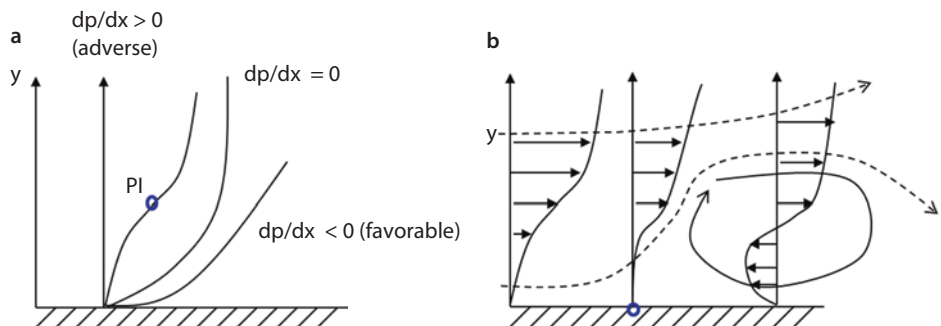 a
dp/dx > 0
(adverse)
y
dp/dx = 0
PI
dp/dx < 0 (favorable)
b
y